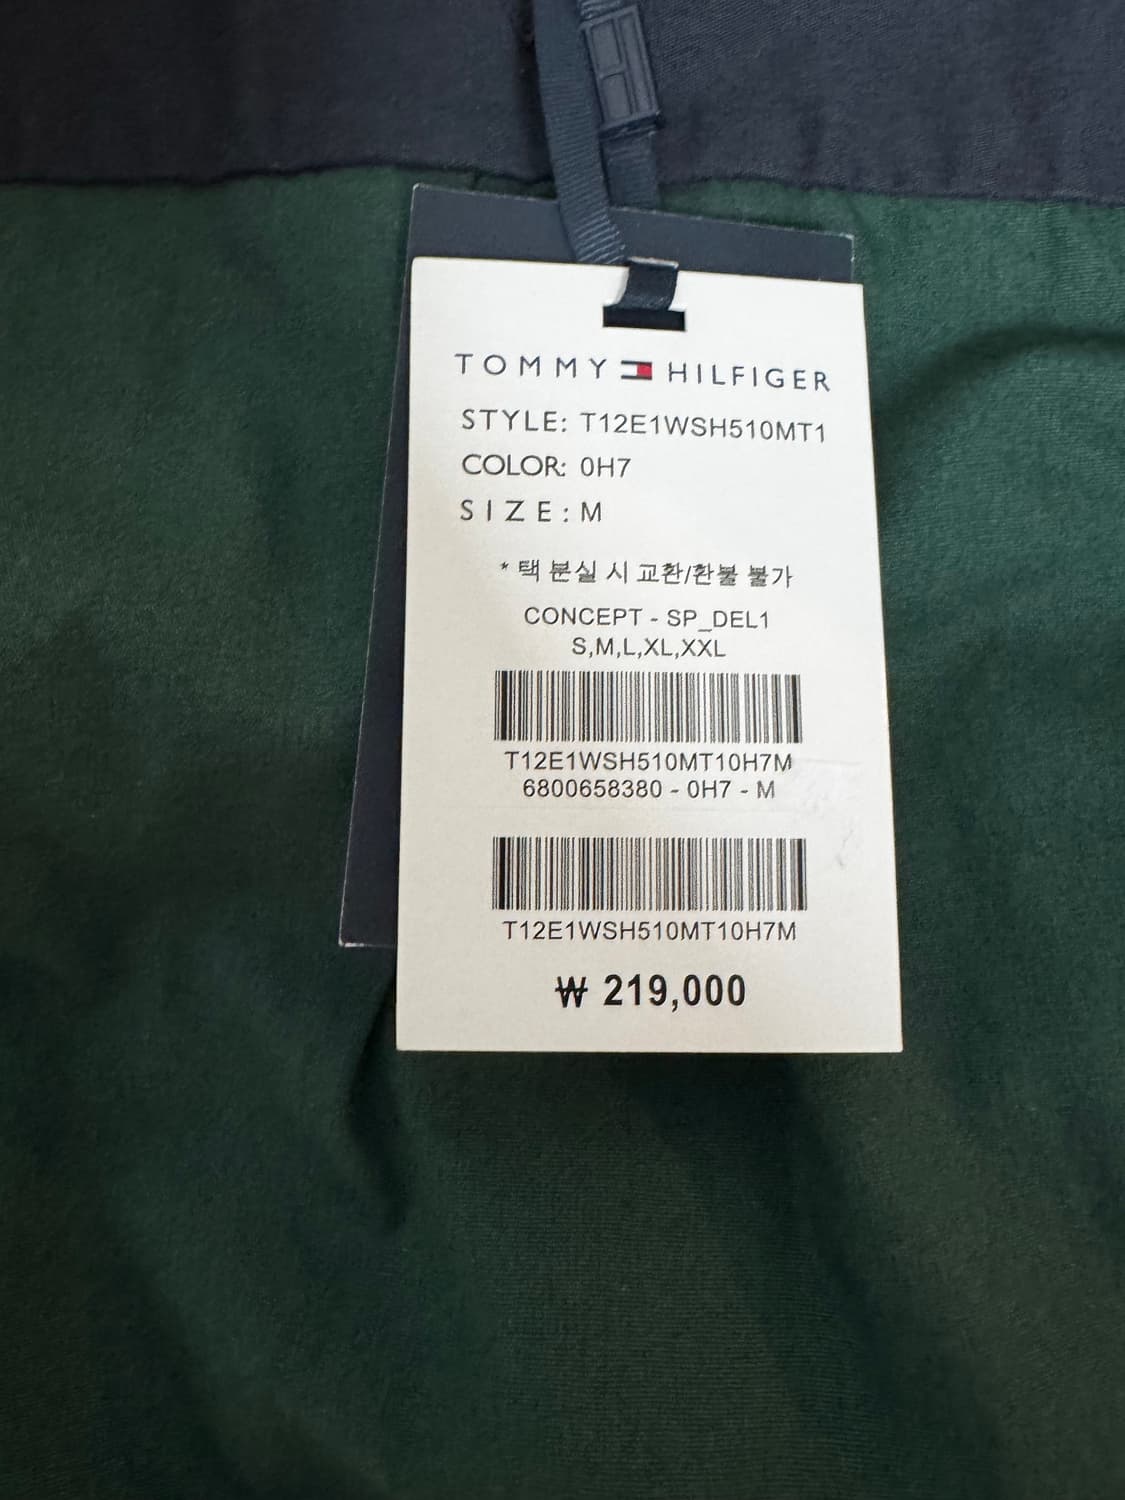 TOMMY HILFIGER
STYLE: T12E1WSH510MT1
COLOR: 0H7
SIZE: M
* 택 분실 시 교환/환불 불가
CONCEPT - SP_DEL1
S,M,L,XL,XXL
T12E1WSH510MT10H7M
6800658380 - 0H7 - M
T12E1WSH510MT10H7M
₩ 219,000